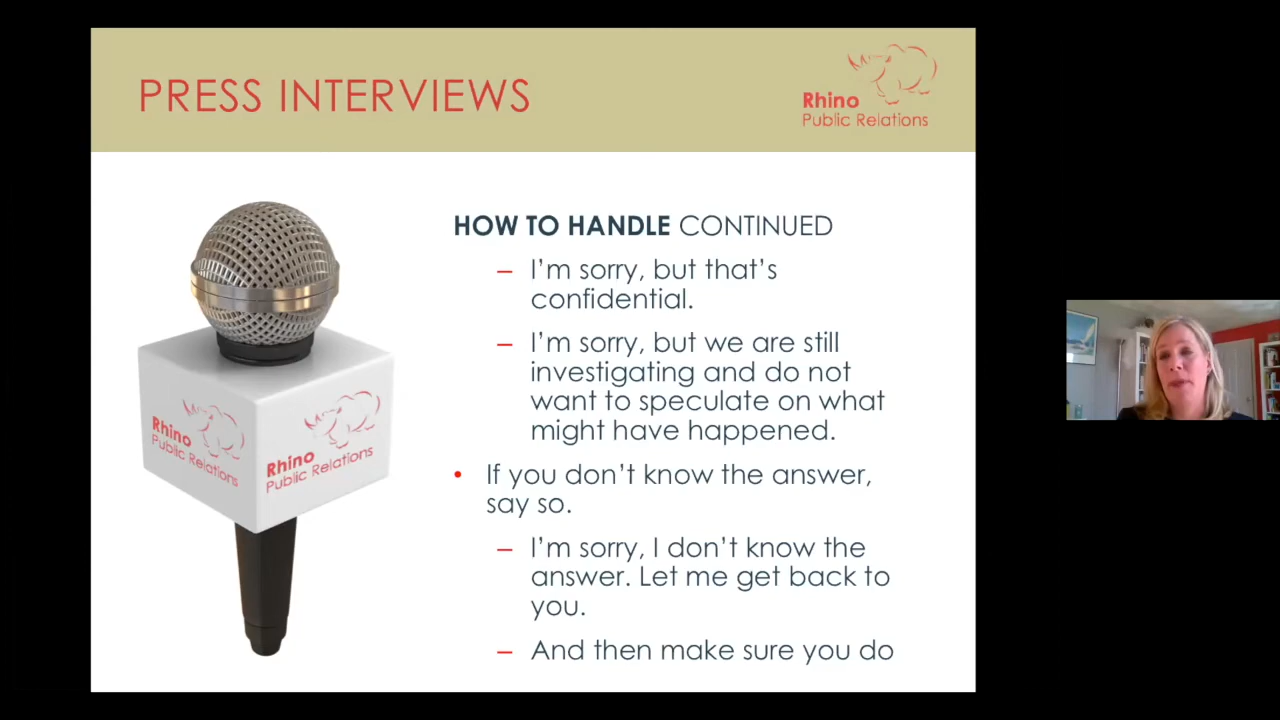 PRESS INTERVIEWS
Rhino
Public Relations
HOW TO HANDLE CONTINUED
– I’m sorry, but that’s
confidential.
– I’m sorry, but we are still
investigating and do not
want to speculate on what
might have happened.
• If you don’t know the answer,
say so.
– I’m sorry, I don’t know the
answer. Let me get back to
you.
– And then make sure you do
Rhino
Public Relations
Rhino
Public Relations